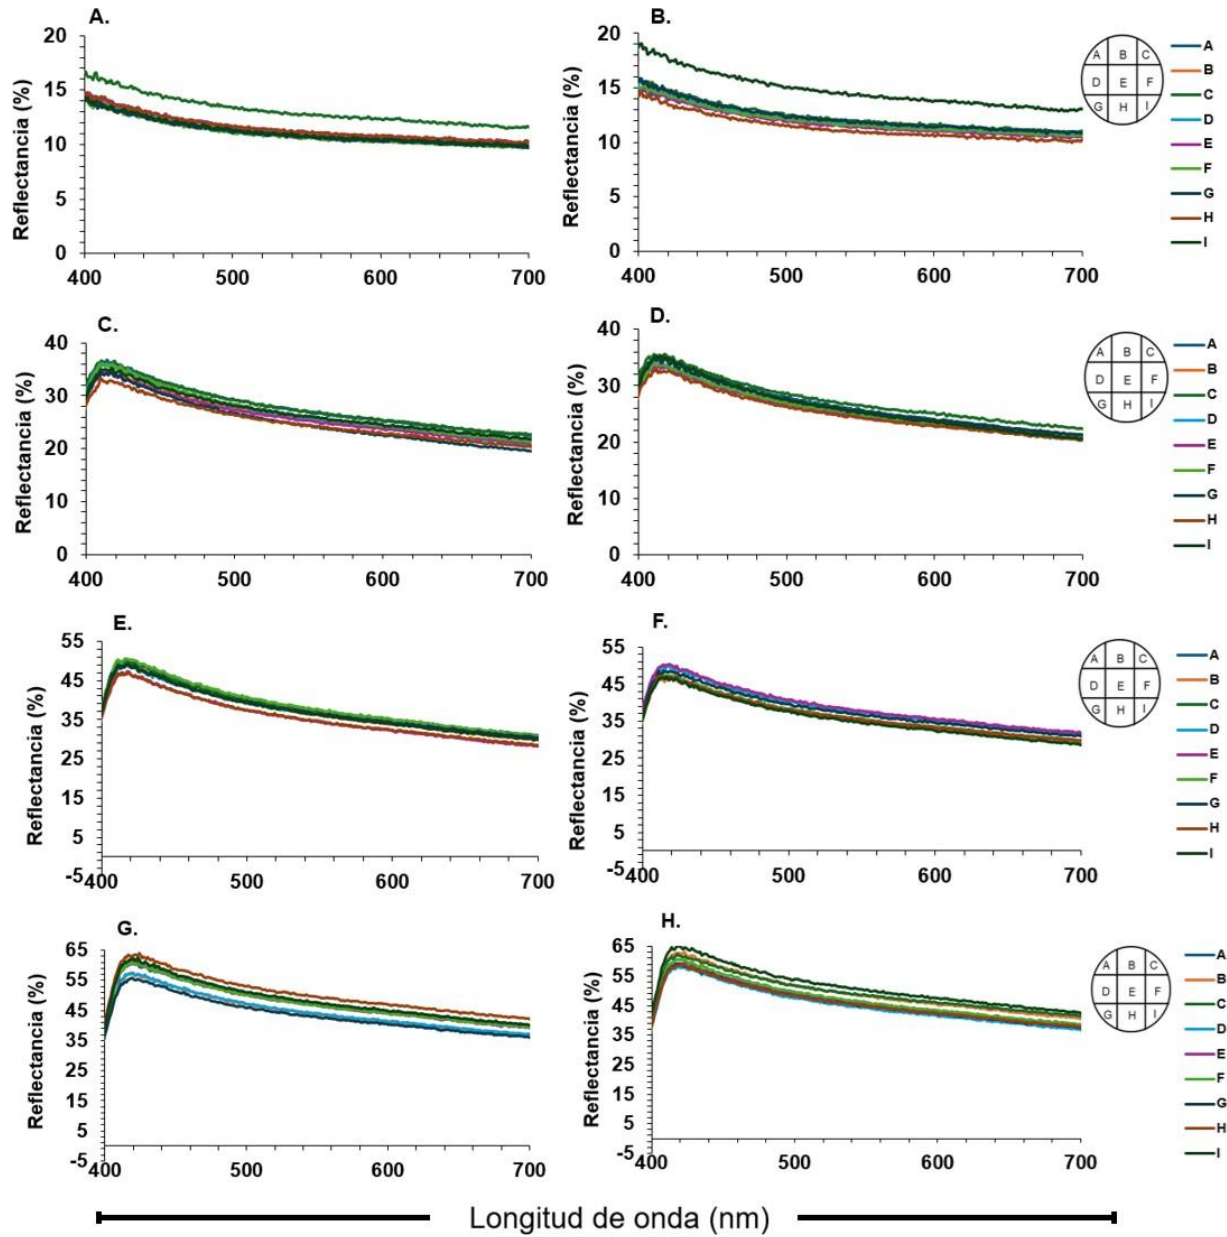 A.
20
15
10
5
0
Reflectancia (%)
400 500 600 700
B.
20
15
10
5
0
Reflectancia (%)
400 500 600 700
A B C
D E F
G H I
A
B
C
D
E
F
G
H
I
C.
40
30
20
10
0
Reflectancia (%)
400 500 600 700
D.
40
30
20
10
0
Reflectancia (%)
400 500 600 700
A B C
D E F
G H I
A
B
C
D
E
F
G
H
I
E.
55
45
35
25
15
5
-5
Reflectancia (%)
400 500 600 700
F.
55
45
35
25
15
5
-5
Reflectancia (%)
400 500 600 700
A B C
D E F
G H I
A
B
C
D
E
F
G
H
I
G.
65
55
45
35
25
15
5
-5
Reflectancia (%)
400 500 600 700
H.
65
55
45
35
25
15
5
-5
Reflectancia (%)
400 500 600 700
A B C
D E F
G H I
A
B
C
D
E
F
G
H
I
Longitud de onda (nm)